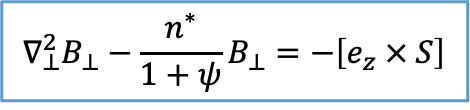 ∇⊥²B⊥ − n*/(1 + ψ) B⊥ = −[e_z × S]